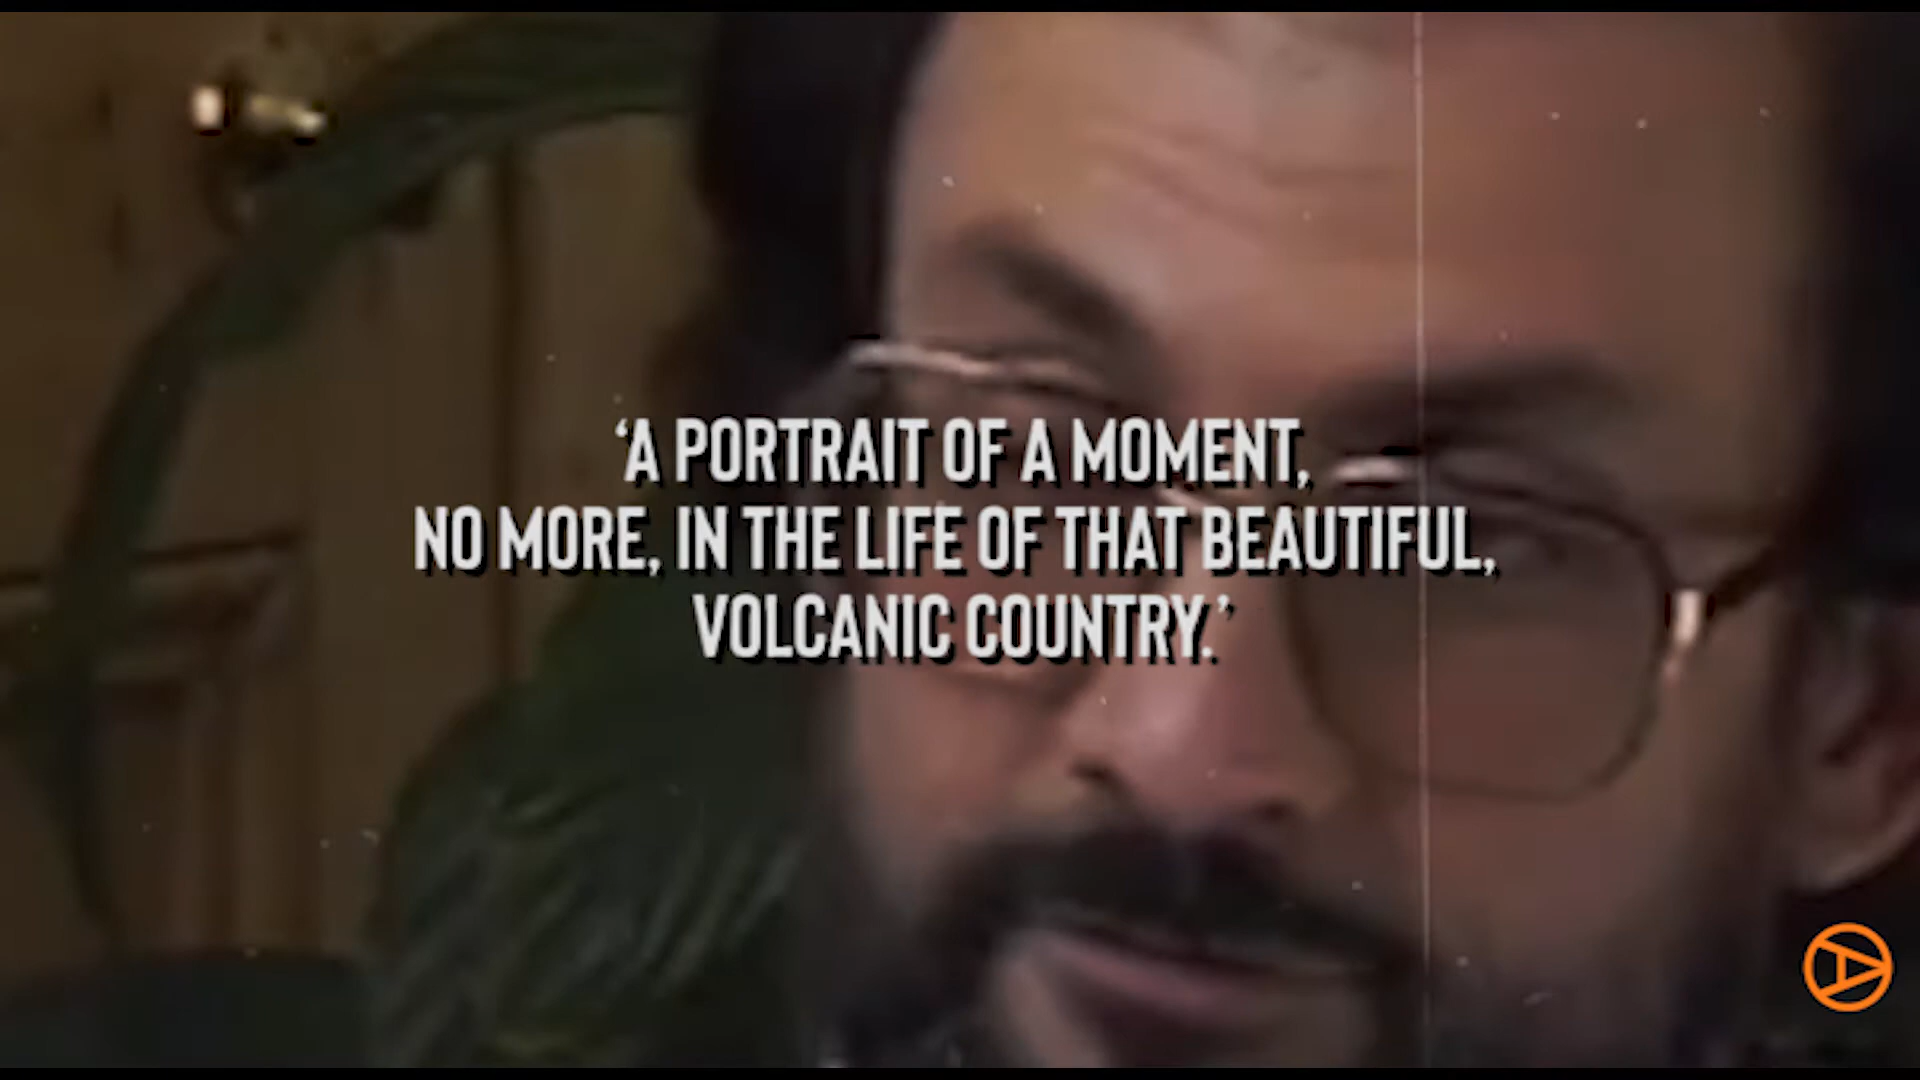 ‘A PORTRAIT OF A MOMENT,
NO MORE, IN THE LIFE OF THAT BEAUTIFUL,
VOLCANIC COUNTRY.’